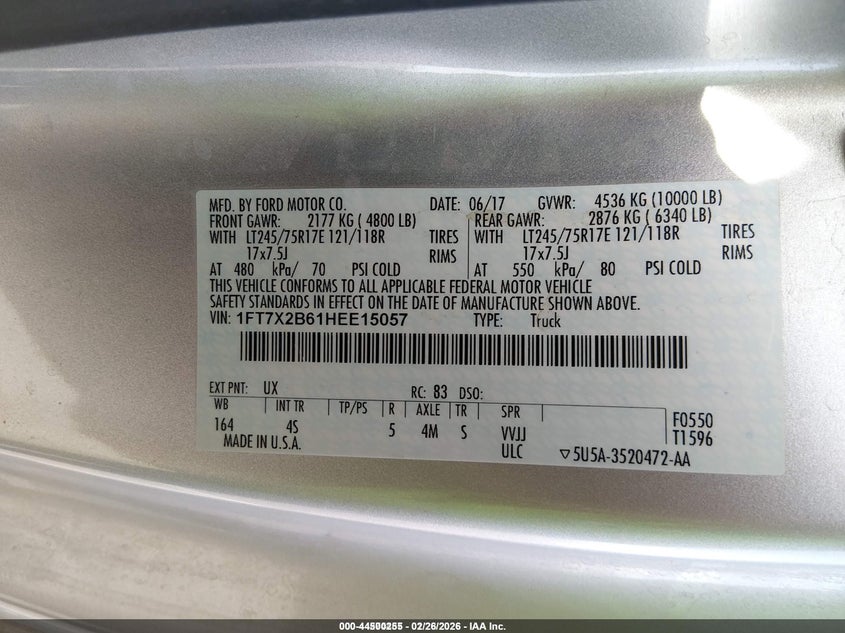 MFD. BY FORD MOTOR CO. DATE: 06/17 GVWR: 4536 KG (10000 LB)
FRONT GAWR: 2177 KG ( 4800 LB) REAR GAWR: 2876 KG ( 6340 LB)
WITH LT245/75R17E 121/118R TIRES WITH LT245/75R17E 121/118R TIRES
17x7.5J RIMS 17x7.5J RIMS
AT 480 kPa/ 70 PSI COLD AT 550 kPa/ 80 PSI COLD
THIS VEHICLE CONFORMS TO ALL APPLICABLE FEDERAL MOTOR VEHICLE
SAFETY STANDARDS IN EFFECT ON THE DATE OF MANUFACTURE SHOWN ABOVE.
VIN: 1FT7X2B61HEE15057 TYPE: Truck
EXT PNT: UX RC: 83 DSO:
WB INT TR TP/PS R AXLE TR SPR
164 4S 5 4M S VVJJ F0550
MADE IN U.S.A. ULC T1596
▽5U5A-3520472-AA
000-44500255 - 02/26/2026 - IAA Inc.